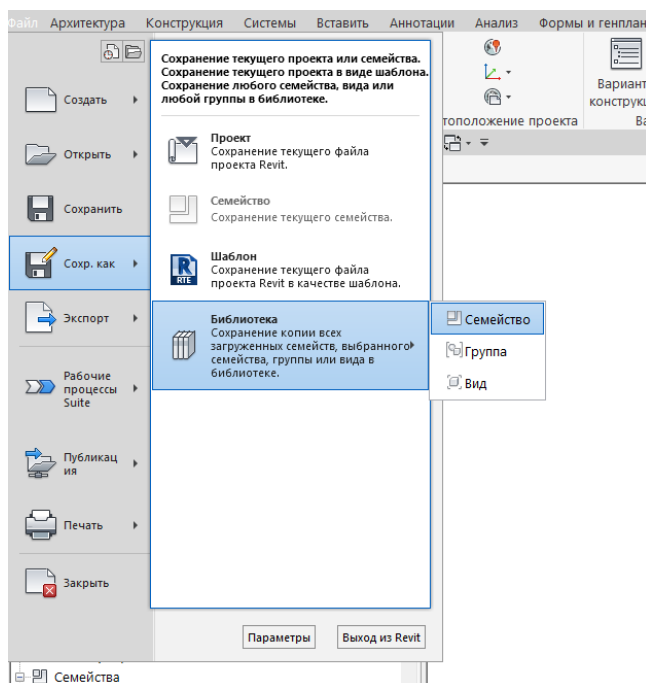 Файл Архитектура Конструкция Системы Вставить Аннотации Анализ Формы и генплан
Сохранение текущего проекта или семейства.
Сохранение текущего проекта в виде шаблона.
Сохранение любого семейства, вида или
любой группы в библиотеке.
Создать
Открыть
Сохранить
Сохр. как
Экспорт
Рабочие
процессы
Suite
Публикац
ия
Печать
Закрыть
Проект
Сохранение текущего файла
проекта Revit.
Семейство
Сохранение текущего семейства.
Шаблон
Сохранение текущего файла
проекта Revit в качестве шаблона.
R
RTE
Библиотека
Сохранение копии всех
загруженных семейств, выбранного
семейства, группы или вида в
библиотеке.
Семейство
Группа
Вид
Вариант
конструкц
тоположение проекта
Ва
Параметры
Выход из Revit
Семейства